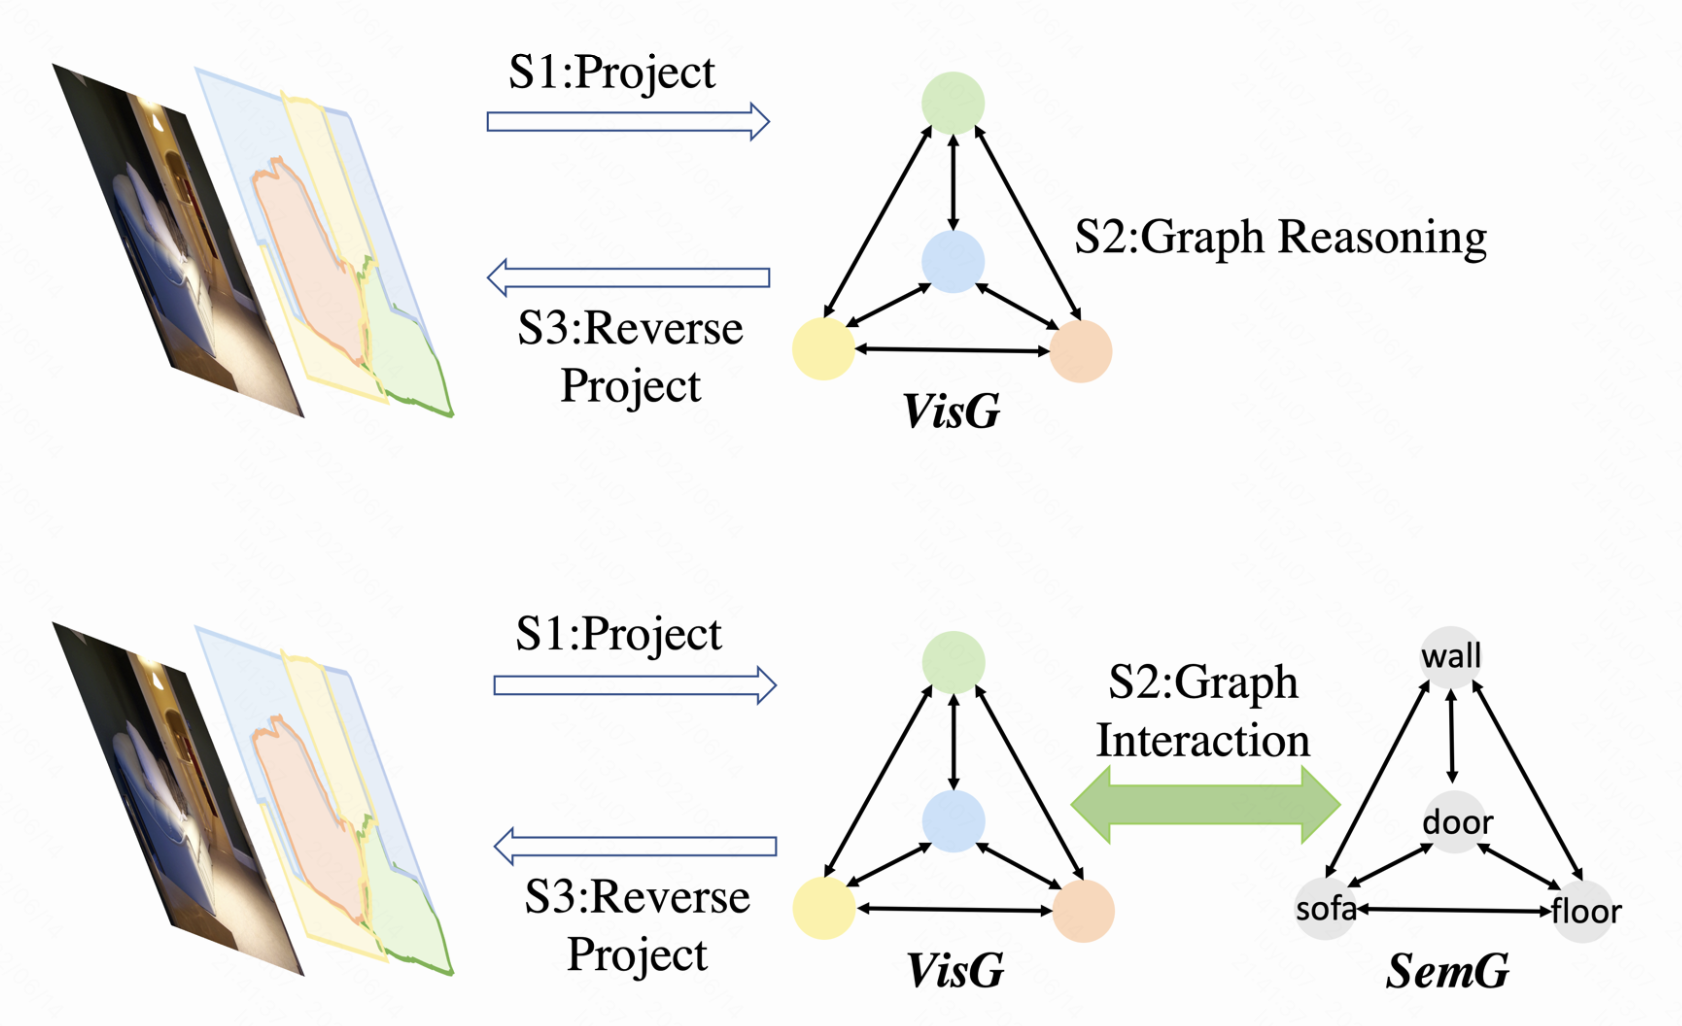 S1:Project
S2:Graph Reasoning
S3:Reverse
Project
VisG
S1:Project
S2:Graph
Interaction
S3:Reverse
Project
VisG
wall
door
sofa
floor
SemG